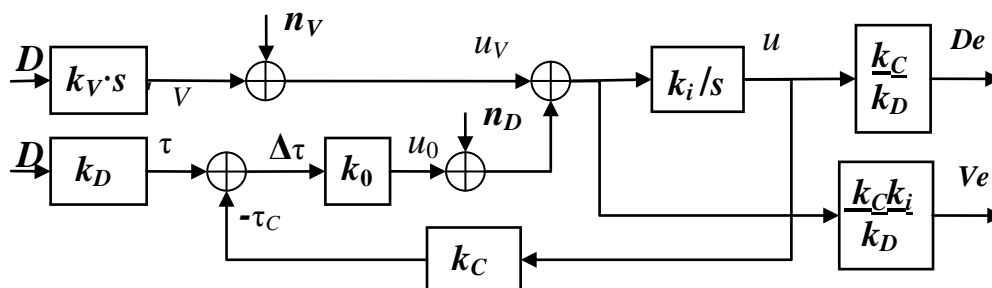 n_V
D
k_V·s
V
u_V
k_i/s
u
k_C
k_D
De
n_D
D
k_D
τ
Δτ
k_0
u_0
-τ_C
k_C
k_C k_i
k_D
Ve